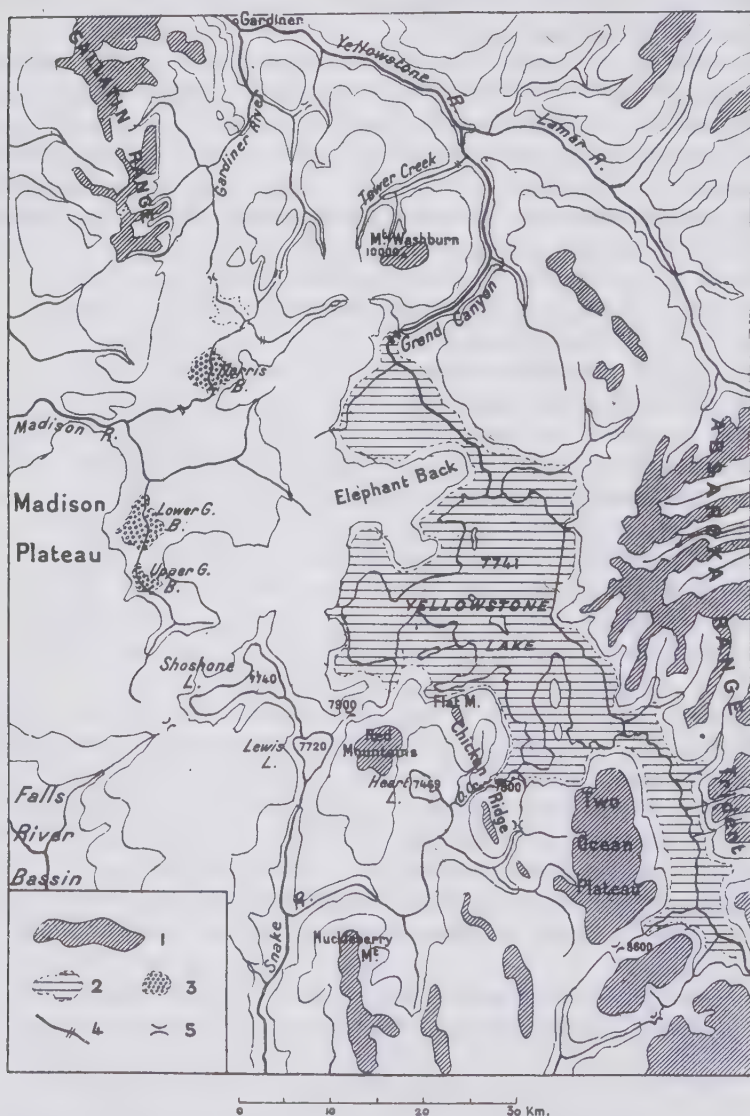 Gardiner
Yellowstone R.
GALLATIN RANGE
Gardiner River
Lamar R.
Tower Creek
Mt Washburn
10000
Grand Canyon
Norris
B.
Madison R.
Madison
Plateau
Elephant Back
Lower G.
B.
Upper G.
B.
ABSAROKA RANGE
7741
YELLOWSTONE
LAKE
Shoshone
L.
7740
7900
Flat M.
Lewis
L.
7720
Red
Mountains
Chicken
Ridge
Heart
L.
7469
7800
Two
Ocean
Plateau
Trident
Falls
River
Bassin
Snake R.
Huckleberry
Mt
8600
1
2 3
4 5
0 10 20 30 Km.